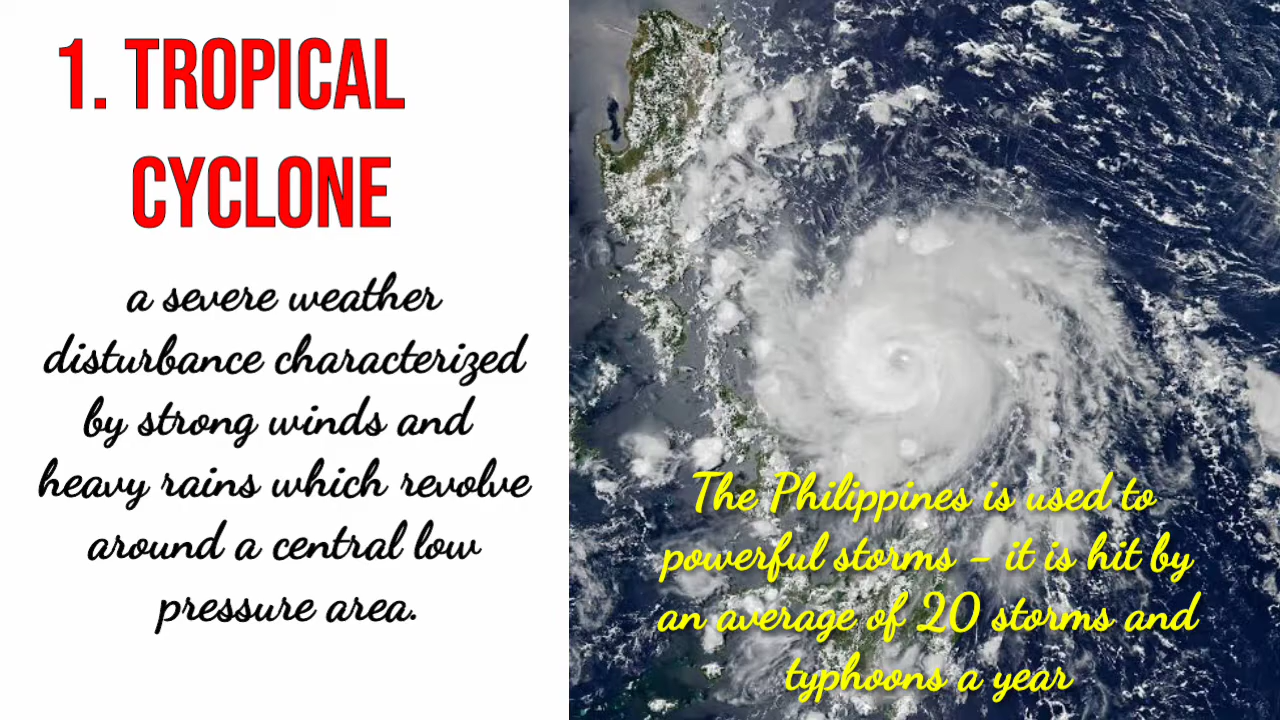 1. TROPICAL
CYCLONE
a severe weather
disturbance characterized
by strong winds and
heavy rains which revolve
around a central low
pressure area.
The Philippines is used to
powerful storms – it is hit by
an average of 20 storms and
typhoons a year